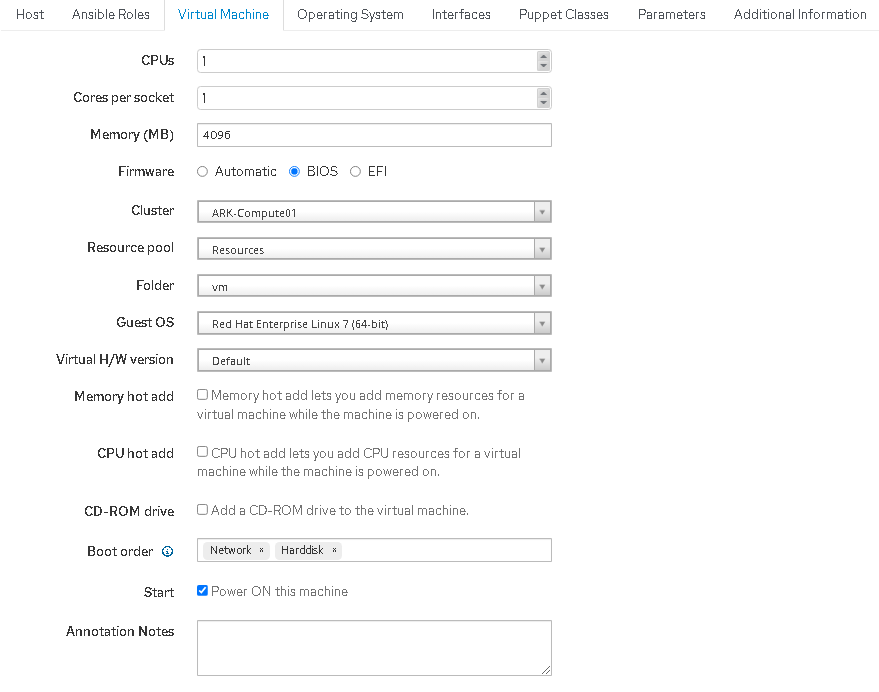 Host Ansible Roles Virtual Machine Operating System Interfaces Puppet Classes Parameters Additional Information
CPUs 1
Cores per socket 1
Memory (MB) 4096
Firmware Automatic BIOS EFI
Cluster ARK-Compute01
Resource pool Resources
Folder vm
Guest OS Red Hat Enterprise Linux 7 (64-bit)
Virtual H/W version Default
Memory hot add Memory hot add lets you add memory resources for a
virtual machine while the machine is powered on.
CPU hot add CPU hot add lets you add CPU resources for a virtual
machine while the machine is powered on.
CD-ROM drive Add a CD-ROM drive to the virtual machine.
Boot order Network × Harddisk ×
Start Power ON this machine
Annotation Notes